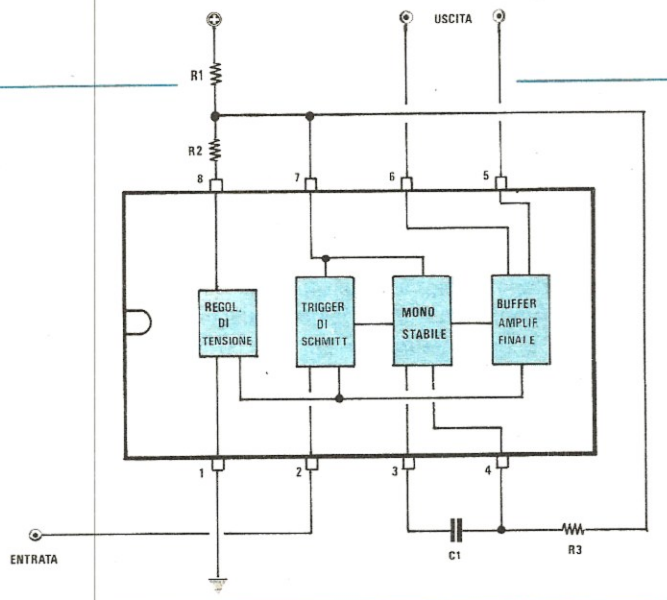 USCITA
R1
R2
8
7
6
5
REGOL.
DI
TENSIONE
TRIGGER
DI
SCHMITT
MONO
STABILE
BUFFER
AMPLIF
FINALE
1
2
3
4
ENTRATA
C1
R3